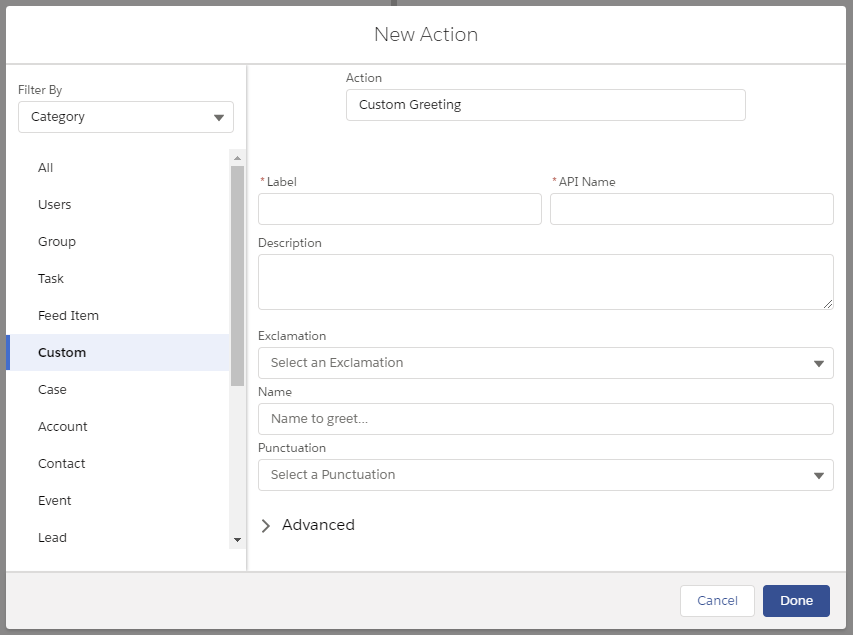 New Action
Filter By
Category
All
Users
Group
Task
Feed Item
Custom
Case
Account
Contact
Event
Lead
Action
Custom Greeting
*Label
*API Name
Description
Exclamation
Select an Exclamation
Name
Name to greet...
Punctuation
Select a Punctuation
Advanced
Cancel
Done